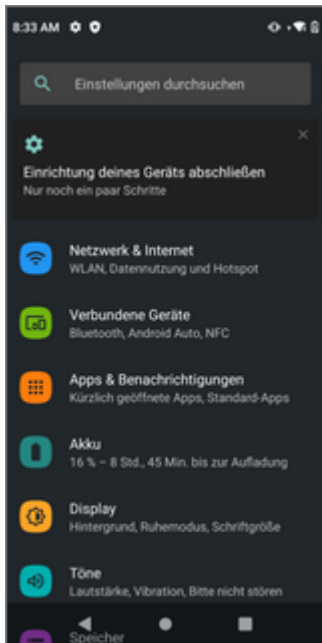 8:33 AM
Einstellungen durchsuchen
Einrichtung deines Geräts abschließen
Nur noch ein paar Schritte
Netzwerk & Internet
WLAN, Datennutzung und Hotspot
Verbundene Geräte
Bluetooth, Android Auto, NFC
Apps & Benachrichtigungen
Kürzlich geöffnete Apps, Standard-Apps
Akku
16 % – 8 Std., 45 Min. bis zur Aufladung
Display
Hintergrund, Ruhemodus, Schriftgröße
Töne
Lautstärke, Vibration, Bitte nicht stören
Speicher